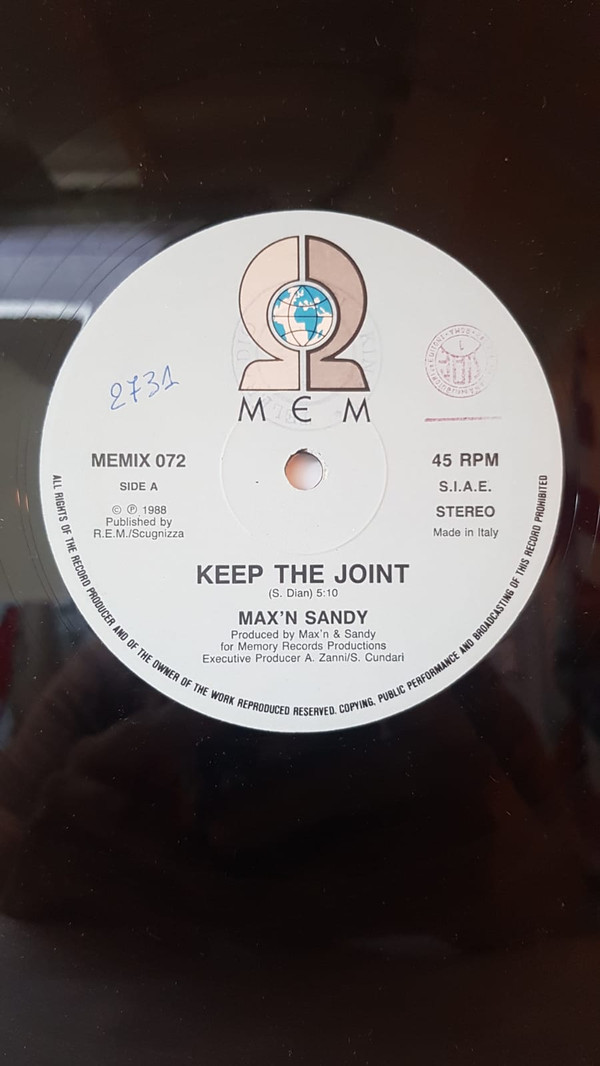 MEM
2731
MEMIX 072
SIDE A
© ℗ 1988
Published by
R.E.M./Scugnizza
45 RPM
S.I.A.E.
STEREO
Made in Italy
KEEP THE JOINT
(S. Dian) 5:10
MAX'N SANDY
Produced by Max'n & Sandy
for Memory Records Productions
Executive Producer A. Zanni/S. Cundari
ALL RIGHTS OF THE RECORD PRODUCER AND OF THE OWNER OF THE WORK REPRODUCED RESERVED. COPYING, PUBLIC PERFORMANCE AND BROADCASTING OF THIS RECORD PROHIBITED